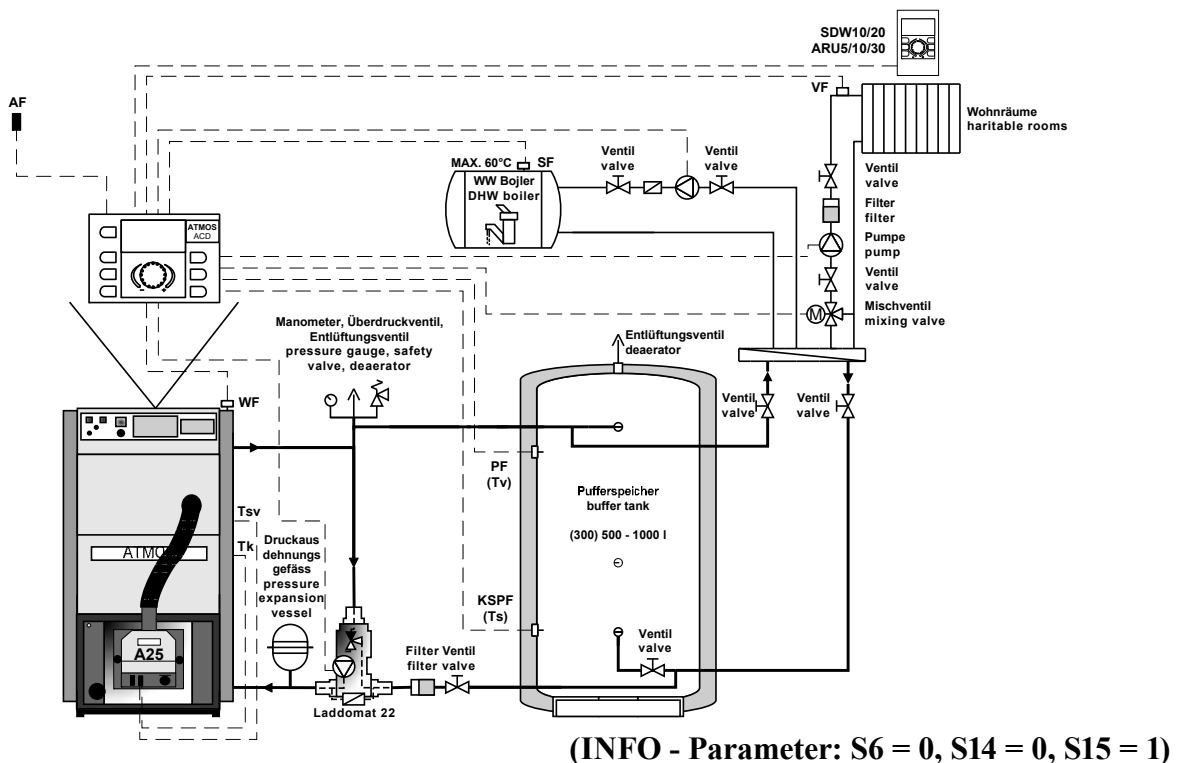 SDW10/20
ARU5/10/30
AF
VF
Wohnräume
haritable rooms
MAX. 60°C
SF
Ventil
valve
Ventil
valve
WW Bojler
DHW boiler
Ventil
valve
Filter
filter
Pumpe
pump
Ventil
valve
M
Mischventil
mixing valve
ATMOS
ACD
Manometer, Überdruckventil,
Entlüftungsventil
pressure gauge, safety
valve, deaerator
Entlüftungsventil
deaerator
WF
Ventil
valve
Ventil
valve
PF
(Tv)
Pufferspeicher
buffer tank
(300) 500 - 1000 l
Tsv
Tk
ATMO
Druckaus
dehnungs
gefäss
pressure
expansion
vessel
KSPF
(Ts)
A25
Filter Ventil
filter valve
Ventil
valve
Laddomat 22
(INFO - Parameter: S6 = 0, S14 = 0, S15 = 1)